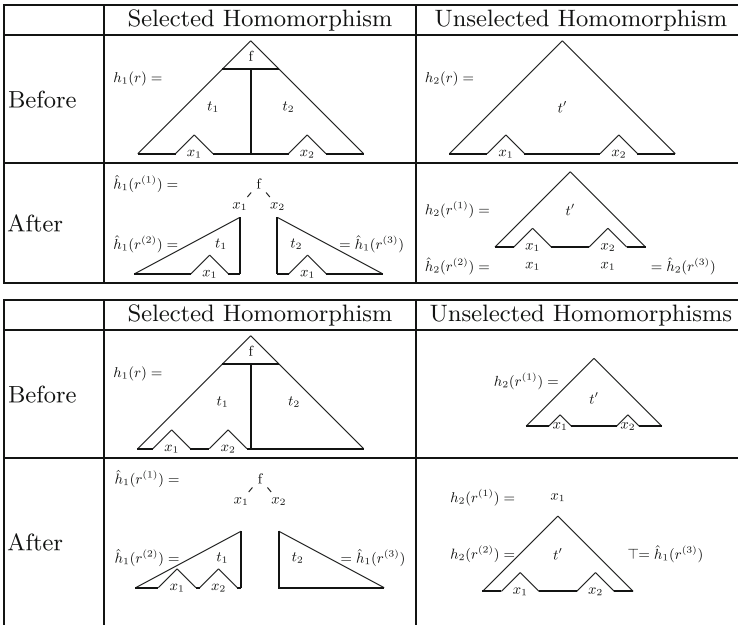 Selected Homomorphism Unselected Homomorphism
Before
h₁(r) = f t₁ t₂ x₁ x₂
h₂(r) = t′ x₁ x₂
After
ĥ₁(r⁽¹⁾) = f x₁ x₂
ĥ₁(r⁽²⁾) = t₁ x₁ t₂ x₁ = ĥ₁(r⁽³⁾)
h₂(r⁽¹⁾) = t′ x₁ x₂
ĥ₂(r⁽²⁾) = x₁ x₁ = ĥ₂(r⁽³⁾)
Selected Homomorphism Unselected Homomorphisms
Before
h₁(r) = f t₁ t₂ x₁ x₂
h₂(r⁽¹⁾) = t′ x₁ x₂
After
ĥ₁(r⁽¹⁾) = f x₁ x₂
ĥ₁(r⁽²⁾) = t₁ x₁ x₂ t₂ = ĥ₁(r⁽³⁾)
h₂(r⁽¹⁾) = x₁
h₂(r⁽²⁾) = t′ x₁ x₂ ⊤= ĥ₁(r⁽³⁾)